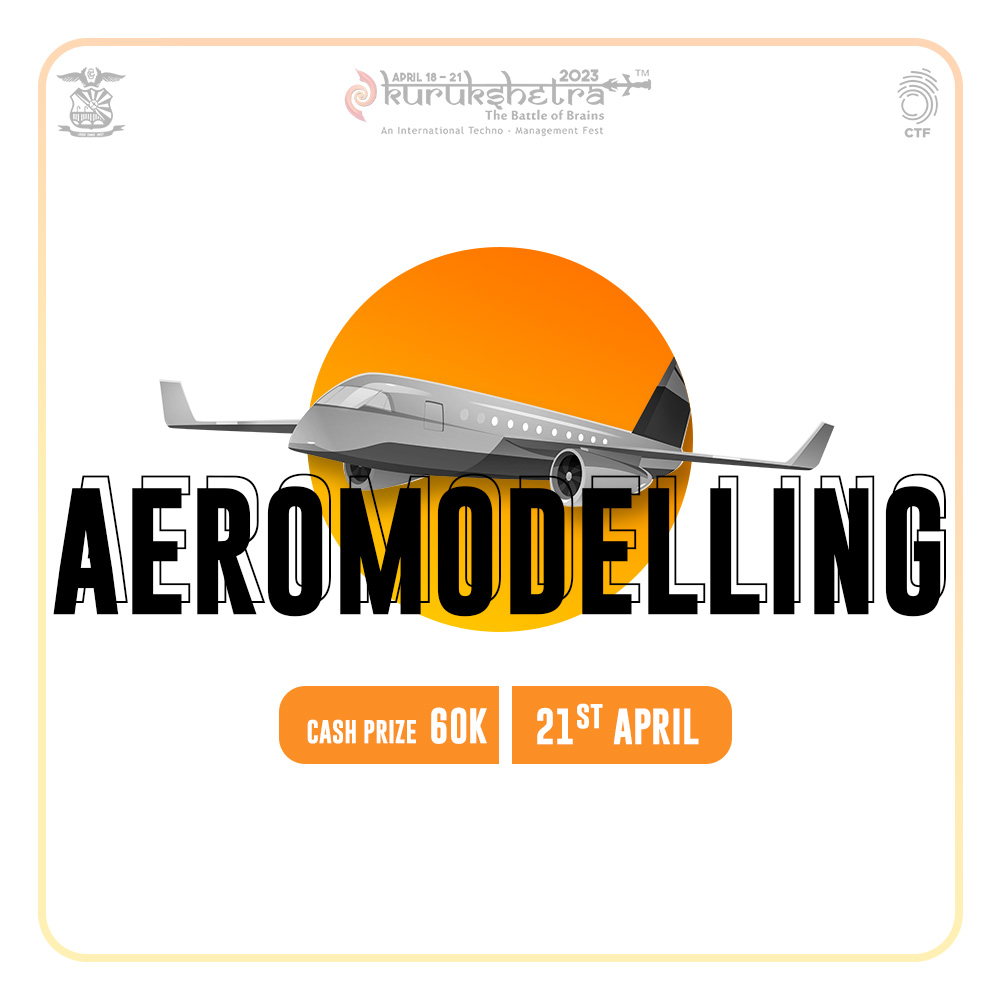 APRIL 18 - 21 2023
kurukshetra TM
The Battle of Brains
An International Techno - Management Fest
CTF
AEROMODELLING
CASH PRIZE 60K
21ST APRIL